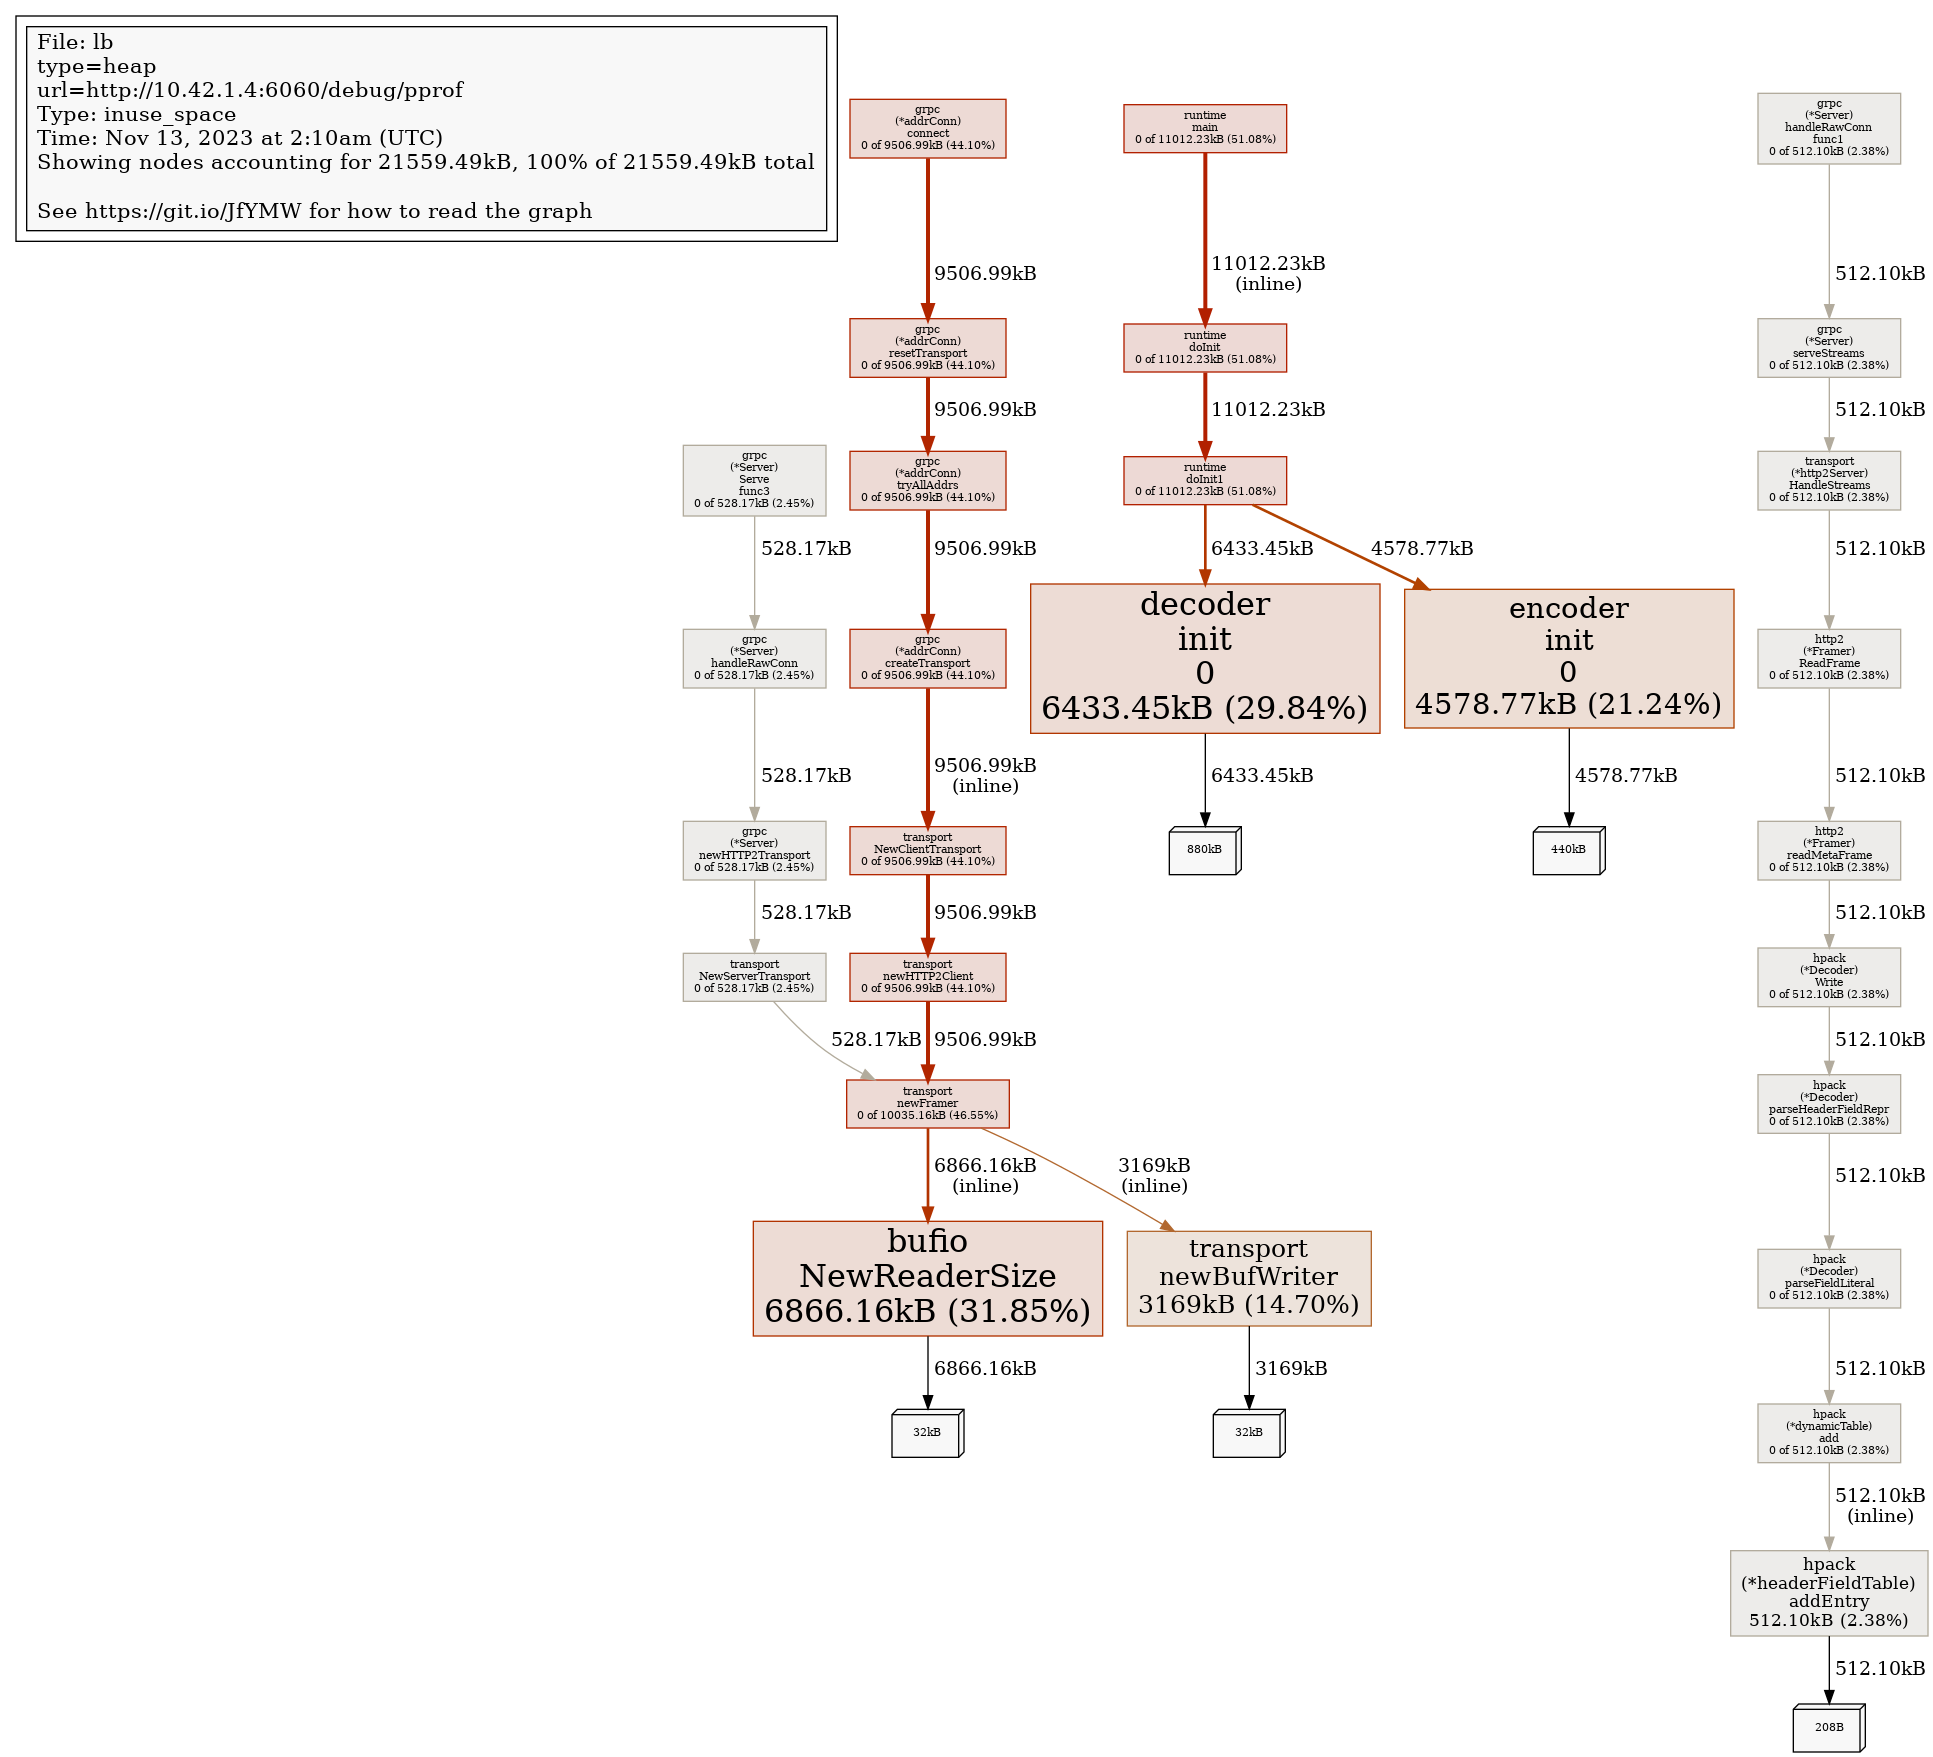 File: lb
type=heap
url=http://10.42.1.4:6060/debug/pprof
Type: inuse_space
Time: Nov 13, 2023 at 2:10am (UTC)
Showing nodes accounting for 21559.49kB, 100% of 21559.49kB total
See https://git.io/JfYMW for how to read the graph
grpc
(*addrConn)
connect
0 of 9506.99kB (44.10%)
runtime
main
0 of 11012.23kB (51.08%)
grpc
(*Server)
handleRawConn
func1
0 of 512.10kB (2.38%)
9506.99kB
11012.23kB
(inline)
512.10kB
grpc
(*addrConn)
resetTransport
0 of 9506.99kB (44.10%)
runtime
doInit
0 of 11012.23kB (51.08%)
grpc
(*Server)
serveStreams
0 of 512.10kB (2.38%)
9506.99kB
11012.23kB
512.10kB
grpc
(*Server)
Serve
func3
0 of 528.17kB (2.45%)
grpc
(*addrConn)
tryAllAddrs
0 of 9506.99kB (44.10%)
runtime
doInit1
0 of 11012.23kB (51.08%)
transport
(*http2Server)
HandleStreams
0 of 512.10kB (2.38%)
528.17kB
9506.99kB
6433.45kB
4578.77kB
512.10kB
grpc
(*Server)
handleRawConn
0 of 528.17kB (2.45%)
grpc
(*addrConn)
createTransport
0 of 9506.99kB (44.10%)
decoder
init
0
6433.45kB (29.84%)
encoder
init
0
4578.77kB (21.24%)
http2
(*Framer)
ReadFrame
0 of 512.10kB (2.38%)
528.17kB
9506.99kB
(inline)
6433.45kB
4578.77kB
512.10kB
grpc
(*Server)
newHTTP2Transport
0 of 528.17kB (2.45%)
transport
NewClientTransport
0 of 9506.99kB (44.10%)
880kB
440kB
http2
(*Framer)
readMetaFrame
0 of 512.10kB (2.38%)
528.17kB
9506.99kB
512.10kB
transport
NewServerTransport
0 of 528.17kB (2.45%)
transport
newHTTP2Client
0 of 9506.99kB (44.10%)
hpack
(*Decoder)
Write
0 of 512.10kB (2.38%)
528.17kB
9506.99kB
512.10kB
transport
newFramer
0 of 10035.16kB (46.55%)
hpack
(*Decoder)
parseHeaderFieldRepr
0 of 512.10kB (2.38%)
6866.16kB
(inline)
3169kB
(inline)
512.10kB
bufio
NewReaderSize
6866.16kB (31.85%)
transport
newBufWriter
3169kB (14.70%)
hpack
(*Decoder)
parseFieldLiteral
0 of 512.10kB (2.38%)
6866.16kB
3169kB
512.10kB
32kB
32kB
hpack
(*dynamicTable)
add
0 of 512.10kB (2.38%)
512.10kB
(inline)
hpack
(*headerFieldTable)
addEntry
512.10kB (2.38%)
512.10kB
208B